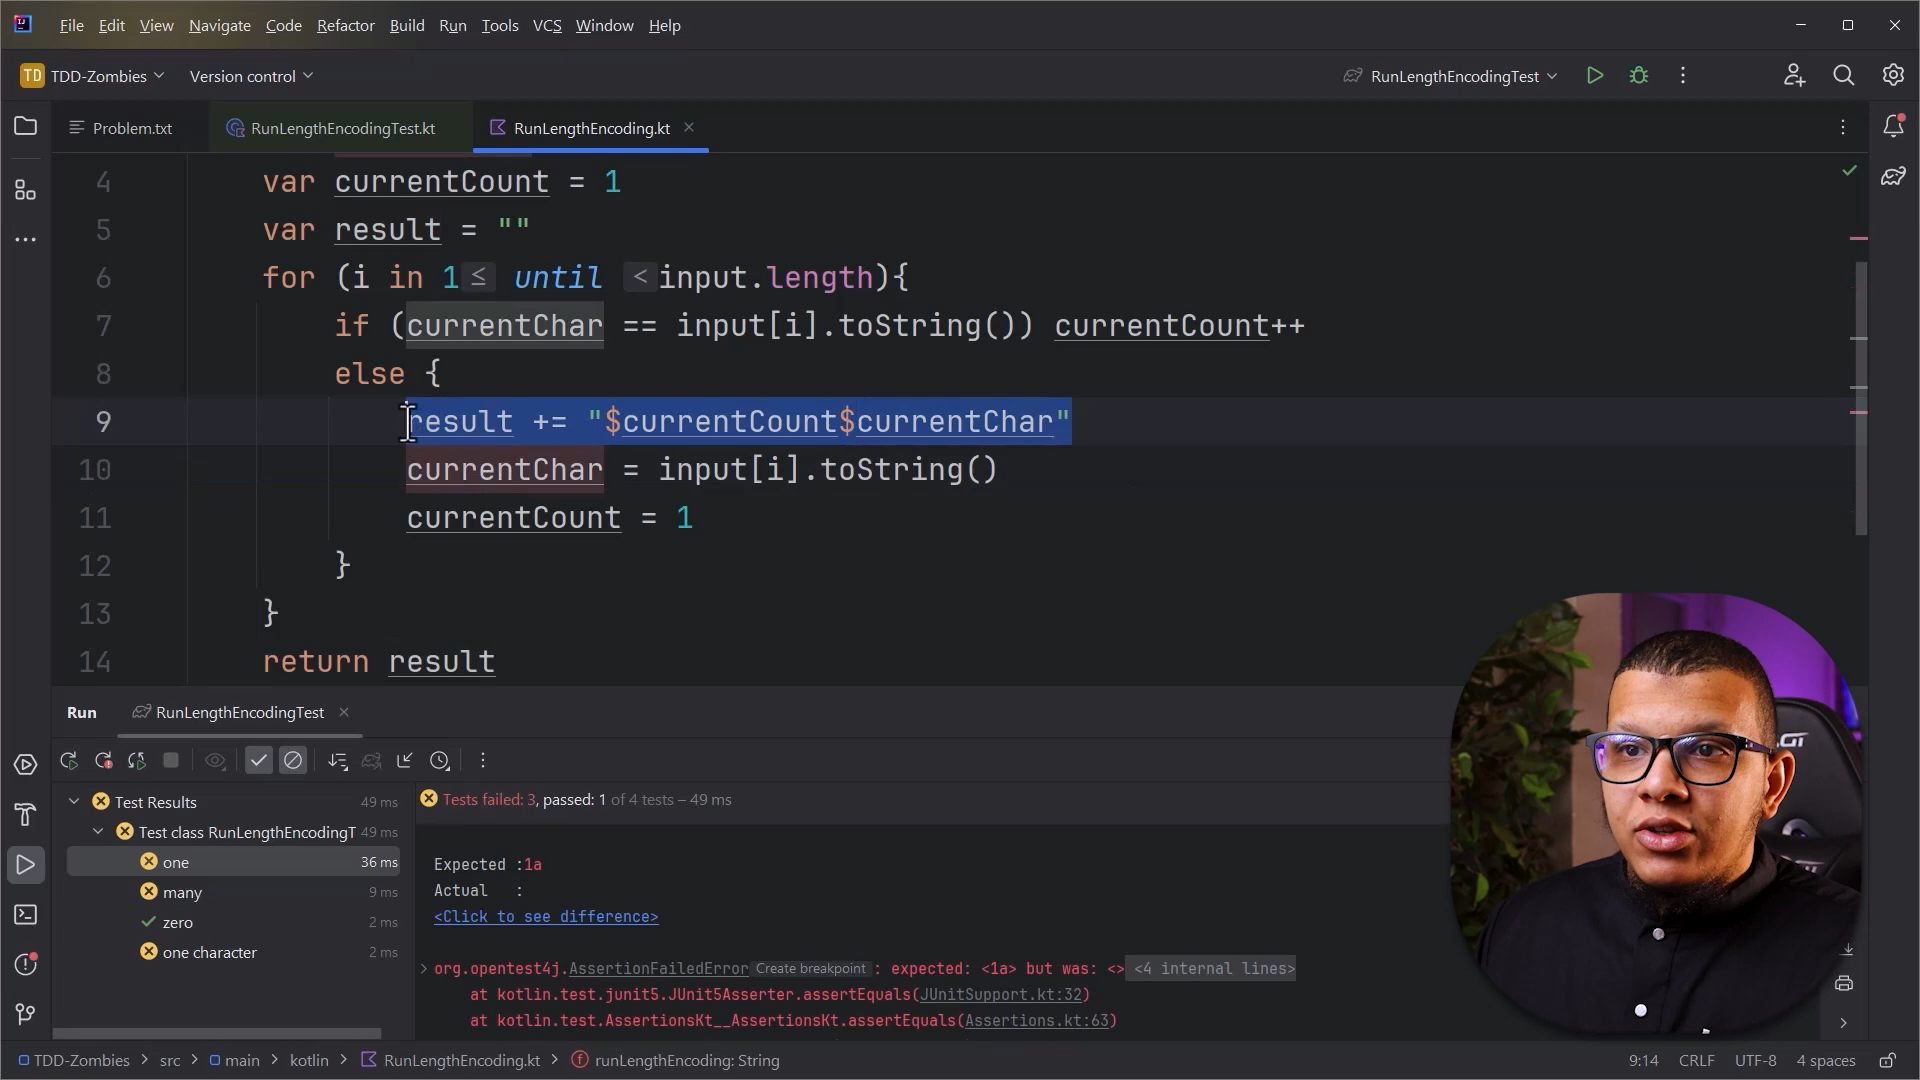 File Edit View Navigate Code Refactor Build Run Tools VCS Window Help
TD TDD-Zombies Version control RunLengthEncodingTest
Problem.txt RunLengthEncodingTest.kt RunLengthEncoding.kt
4 var currentCount = 1
5 var result = ""
6 for (i in 1 ≤ until < input.length){
7 if (currentChar == input[i].toString()) currentCount++
8 else {
9 result += "$currentCount$currentChar"
10 currentChar = input[i].toString()
11 currentCount = 1
12 }
13 }
14 return result
Run RunLengthEncodingTest
Test Results 49 ms
Tests failed: 3, passed: 1 of 4 tests – 49 ms
Test class RunLengthEncodingT 49 ms
one 36 ms
many 9 ms
zero 2 ms
one character 2 ms
Expected :1a
Actual :
<Click to see difference>
org.opentest4j.AssertionFailedError Create breakpoint : expected: <1a> but was: <> <4 internal lines>
at kotlin.test.junit5.JUnit5Asserter.assertEquals(JUnitSupport.kt:32)
at kotlin.test.AssertionsKt__AssertionsKt.assertEquals(Assertions.kt:63)
TDD-Zombies > src > main > kotlin > RunLengthEncoding.kt > runLengthEncoding: String 9:14 CRLF UTF-8 4 spaces